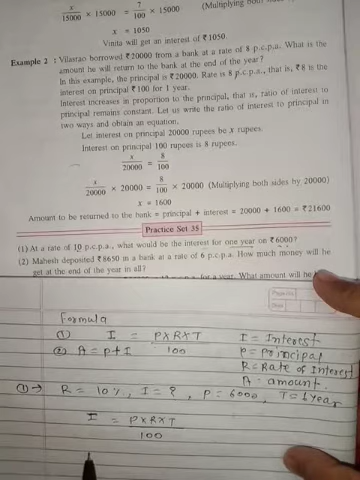 x/15000 × 15000 = 7/100 × 15000 (Multiplying both
x = 1050
Vinita will get an interest of ₹1050.
Example 2 : Vilasrao borrowed ₹20000 from a bank at a rate of 8 p.c.p.a. What is the
amount he will return to the bank at the end of the year?
In this example, the principal is ₹20000. Rate is 8 p.c.p.a., that is, ₹8 is the
interest on principal ₹100 for 1 year.
Interest increases in proportion to the principal, that is, ratio of interest to
principal remains constant. Let us write the ratio of interest to principal in
two ways and obtain an equation.
Let interest on principal 20000 rupees be x rupees.
Interest on principal 100 rupees is 8 rupees.
x/20000 = 8/100
x/20000 × 20000 = 8/100 × 20000 (Multiplying both sides by 20000)
x = 1600
Amount to be returned to the bank = principal + interest = 20000 + 1600 = ₹21600
Practice Set 35
(1) At a rate of 10 p.c.p.a., what would be the interest for one year on ₹6000?
(2) Mahesh deposited ₹8650 in a bank at a rate of 6 p.c.p.a. How much money will he
get at the end of the year in all?
for a year. What amount will he
Formula
① I = P×R×T/100 I = Interest
② A = P+I P = Principal
R = Rate of Interest
A = amount.
①→ R = 10%, I = ?, P = 6000, T = 1 year
I = P×R×T/100